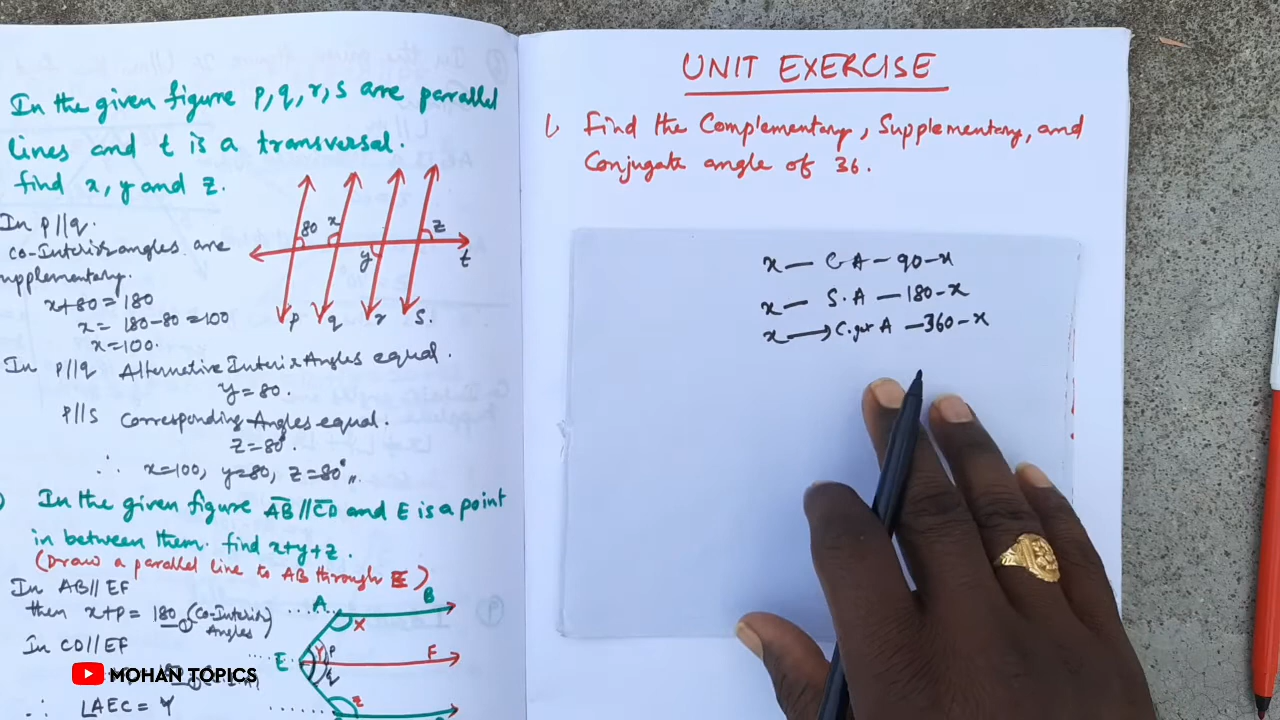 In the given figure p, q, r, s are parallel
lines and t is a transversal.
find x, y and z.
In p//q.
co-Interior angles are
supplementary.
x+80 = 180
x = 180-80 = 100
x=100.
80 x y z t
p q r s.
In p//q Alternative Interior Angles equal.
y = 80.
p//s corresponding Angles equal.
z = 80°.
∴ x=100, y=80, z=80°,,
In the given figure AB//CD and E is a point
in between them. find x+y+z.
(Draw a parallel line to AB through E)
In AB//EF
then x+p = 180 ① (Co-Interior
Angles)
In CD//EF
∴ ∠AEC = Y
A B
X
E Y P F
q
z
MOHAN TOPICS
UNIT EXERCISE
1. Find the Complementary, Supplementary, and
Conjugate angle of 36.
x — C A — 90-x
x — S.A — 180-x
x → C.gat A — 360-x